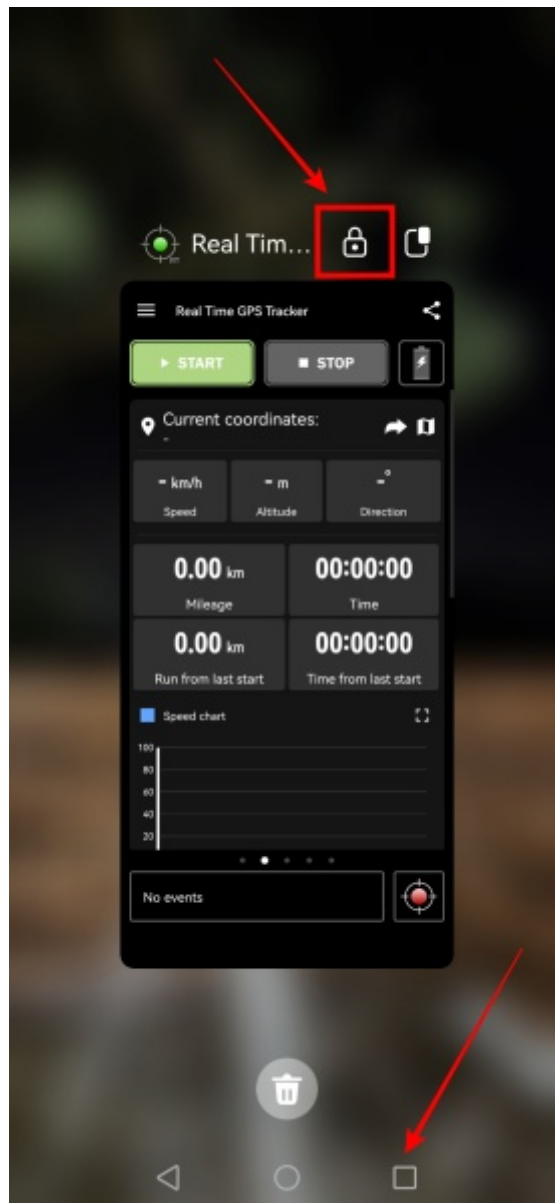 Real Tim...
Real Time GPS Tracker
START
STOP
Current coordinates:
-
- km/h
- m
-°
Speed
Altitude
Direction
0.00 km
00:00:00
Mileage
Time
0.00 km
00:00:00
Run from last start
Time from last start
Speed chart
100
80
60
40
20
No events